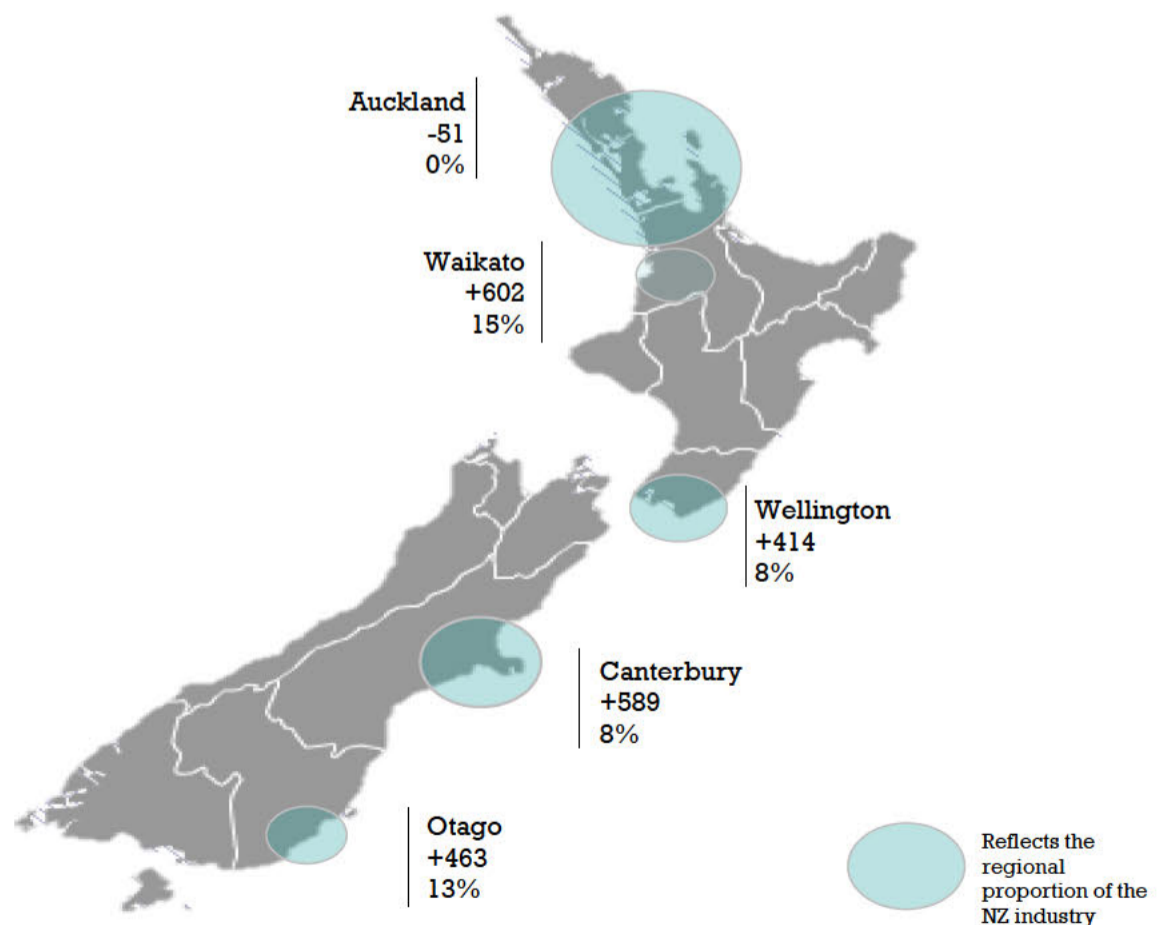 Auckland
-51
0%
Waikato
+602
15%
Wellington
+414
8%
Canterbury
+589
8%
Otago
+463
13%
Reflects the
regional
proportion of the
NZ industry